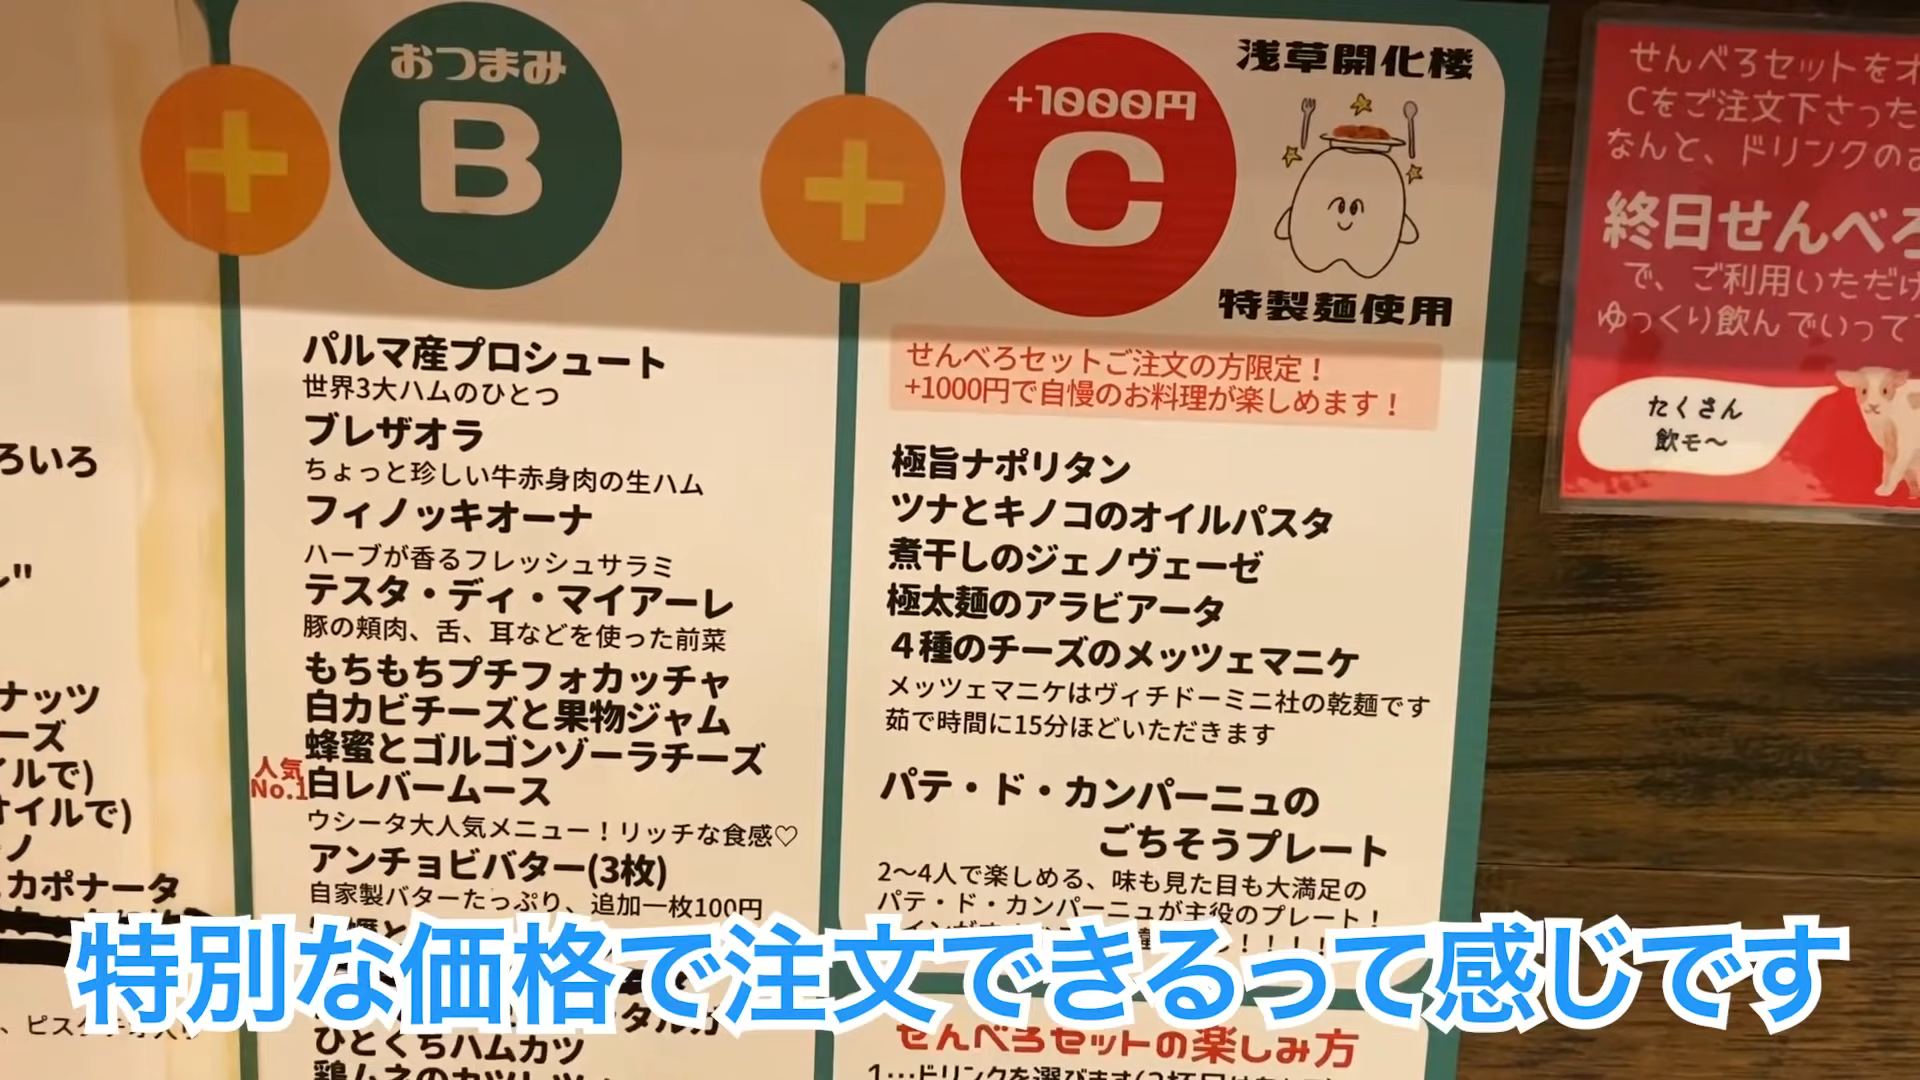 ろいろ
ル"
ナッツ
ーズ
イルで)
オイルで)
ノ
カポナータ
おつまみ
B
+
パルマ産プロシュート
世界3大ハムのひとつ
ブレザオラ
ちょっと珍しい牛赤身肉の生ハム
フィノッキオーナ
ハーブが香るフレッシュサラミ
テスタ・ディ・マイアーレ
豚の頬肉、舌、耳などを使った前菜
もちもちプチフォカッチャ
白カビチーズと果物ジャム
蜂蜜とゴルゴンゾーラチーズ
人気
No.1
白レバームース
ウシータ大人気メニュー！リッチな食感♡
アンチョビバター(3枚)
自家製バターたっぷり、追加一枚100円
ひとくちハムカツ
+
+1000円
C
浅草開化楼
特製麺使用
せんべろセットご注文の方限定！
+1000円で自慢のお料理が楽しめます！
極旨ナポリタン
ツナとキノコのオイルパスタ
煮干しのジェノヴェーゼ
極太麺のアラビアータ
４種のチーズのメッツェマニケ
メッツェマニケはヴィチドーミニ社の乾麺です
茹で時間に15分ほどいただきます
パテ・ド・カンパーニュの
ごちそうプレート
2〜4人で楽しめる、味も見た目も大満足の
パテ・ド・カンパーニュが主役のプレート！
せんべろセットの楽しみ方
せんべろセットをオ
Cをご注文下さった
なんと、ドリンクのお
終日せんべろ
で、ご利用いただけ
ゆっくり飲んでいって
たくさん
飲モ〜
特別な価格で注文できるって感じです